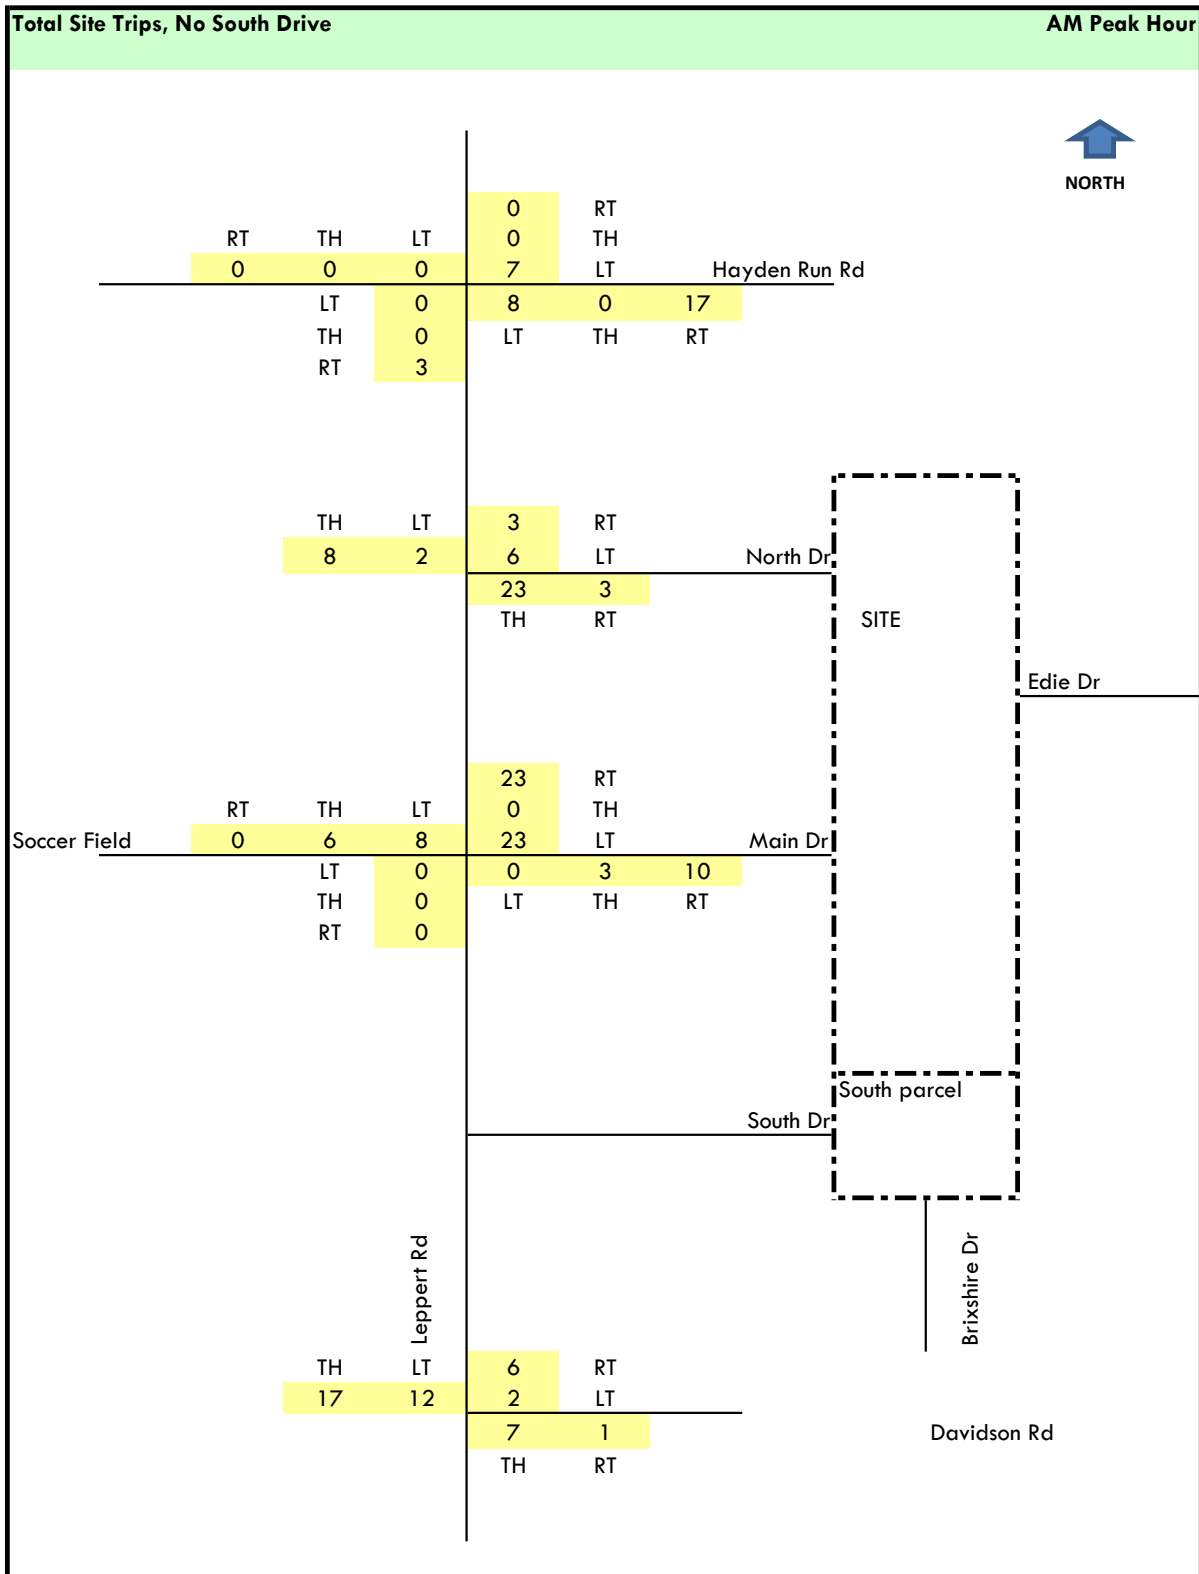 Total Site Trips, No South Drive AM Peak Hour
NORTH
0 RT
RT TH LT 0 TH
0 0 0 7 LT Hayden Run Rd
LT 0 8 0 17
TH 0 LT TH RT
RT 3
TH LT 3 RT
8 2 6 LT North Dr
23 3
TH RT SITE
Edie Dr
23 RT
RT TH LT 0 TH
Soccer Field 0 6 8 23 LT Main Dr
LT 0 0 3 10
TH 0 LT TH RT
RT 0
South parcel
South Dr
Leppert Rd
Brixshire Dr
TH LT 6 RT
17 12 2 LT
7 1 Davidson Rd
TH RT